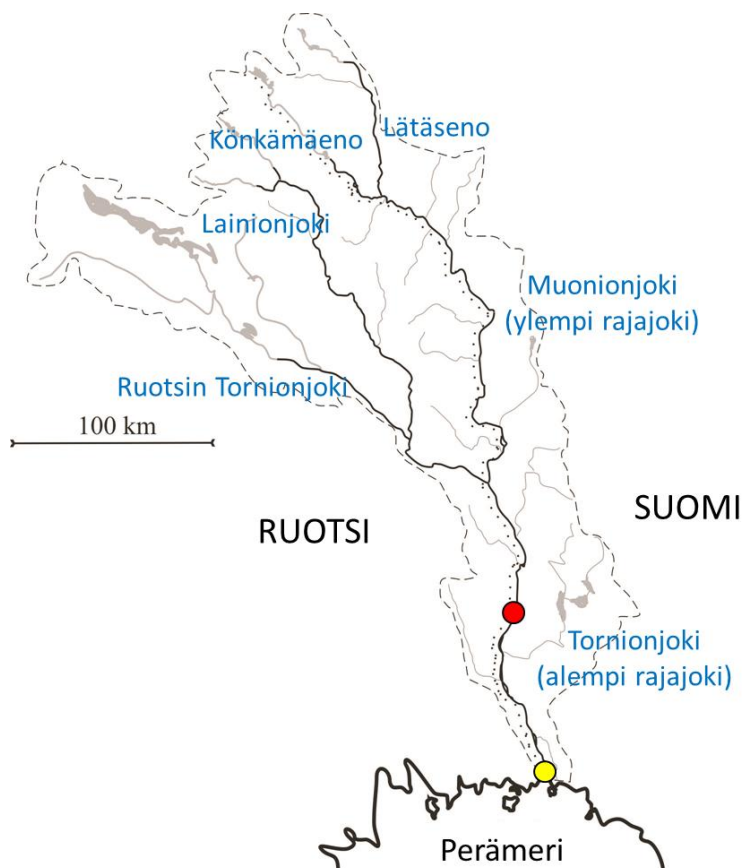 Lätäseno
Könkämäeno
Lainionjoki
Muonionjoki
(ylempi rajajoki)
Ruotsin Tornionjoki
100 km
SUOMI
RUOTSI
Tornionjoki
(alempi rajajoki)
Perämeri